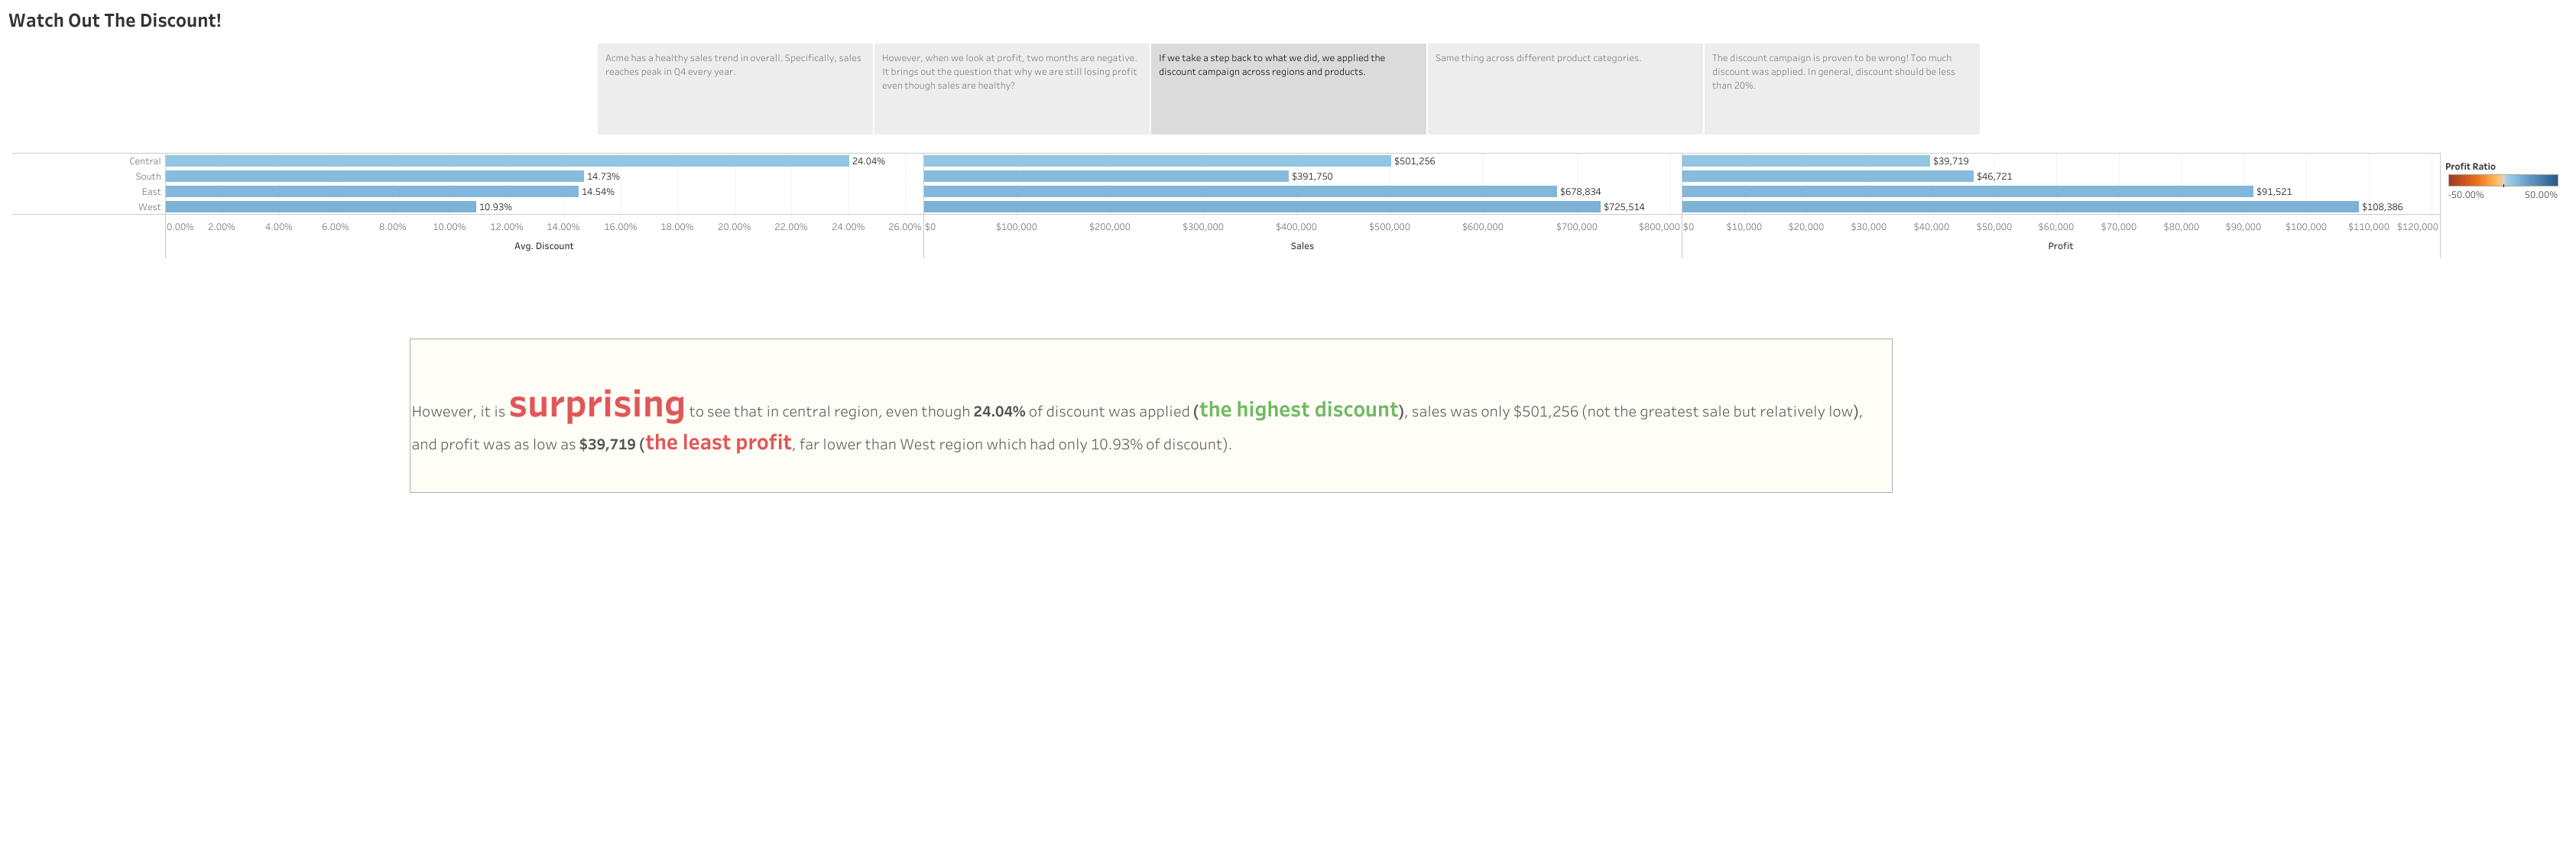 Watch Out The Discount!
Acme has a healthy sales trend in overall. Specifically, sales
reaches peak in Q4 every year.
However, when we look at profit, two months are negative.
It brings out the question that why we are still losing profit
even though sales are healthy?
If we take a step back to what we did, we applied the
discount campaign across regions and products.
Same thing across different product categories.
The discount campaign is proven to be wrong! Too much
discount was applied. In general, discount should be less
than 20%.
Central 24.04% $501,256 $39,719
South 14.73% $391,750 $46,721
East 14.54% $678,834 $91,521
West 10.93% $725,514 $108,386
0.00% 2.00% 4.00% 6.00% 8.00% 10.00% 12.00% 14.00% 16.00% 18.00% 20.00% 22.00% 24.00% 26.00% $0 $100,000 $200,000 $300,000 $400,000 $500,000 $600,000 $700,000 $800,000 $0 $10,000 $20,000 $30,000 $40,000 $50,000 $60,000 $70,000 $80,000 $90,000 $100,000 $110,000 $120,000
Avg. Discount Sales Profit
Profit Ratio
-50.00% 50.00%
However, it is surprising to see that in central region, even though 24.04% of discount was applied (the highest discount), sales was only $501,256 (not the greatest sale but relatively low),
and profit was as low as $39,719 (the least profit, far lower than West region which had only 10.93% of discount).